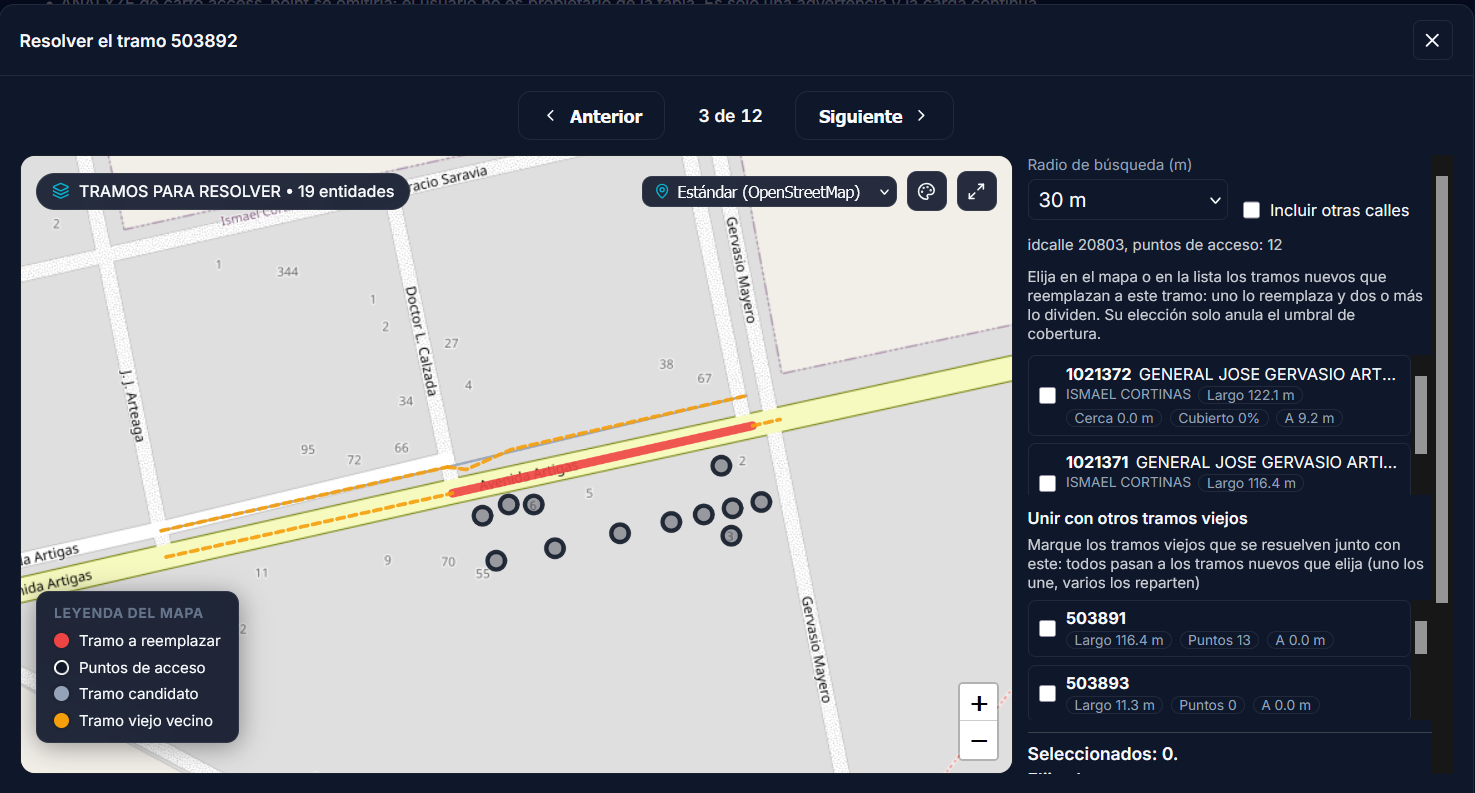 Resolver el tramo 503892
Anterior
3 de 12
Siguiente
TRAMOS PARA RESOLVER • 19 entidades
Estándar (OpenStreetMap)
racio Saravia
2
1
344
1
2
27
4
34
38
67
95
72
66
2
5
6
3
9
70
55
11
2
J. J. Arteaga
Doctor L. Calzada
Gervasio Mayero
Gervasio Mayero
Avenida Artigas
da Artigas
nida Artigas
LEYENDA DEL MAPA
Tramo a reemplazar
Puntos de acceso
Tramo candidato
Tramo viejo vecino
+
−
Radio de búsqueda (m)
30 m
Incluir otras calles
idcalle 20803, puntos de acceso: 12
Elija en el mapa o en la lista los tramos nuevos que
reemplazan a este tramo: uno lo reemplaza y dos o más
lo dividen. Su elección solo anula el umbral de
cobertura.
1021372 GENERAL JOSE GERVASIO ART...
ISMAEL CORTINAS Largo 122.1 m
Cerca 0.0 m Cubierto 0% A 9.2 m
1021371 GENERAL JOSE GERVASIO ARTI...
ISMAEL CORTINAS Largo 116.4 m
Unir con otros tramos viejos
Marque los tramos viejos que se resuelven junto con
este: todos pasan a los tramos nuevos que elija (uno los
une, varios los reparten)
503891
Largo 116.4 m Puntos 13 A 0.0 m
503893
Largo 11.3 m Puntos 0 A 0.0 m
Seleccionados: 0.